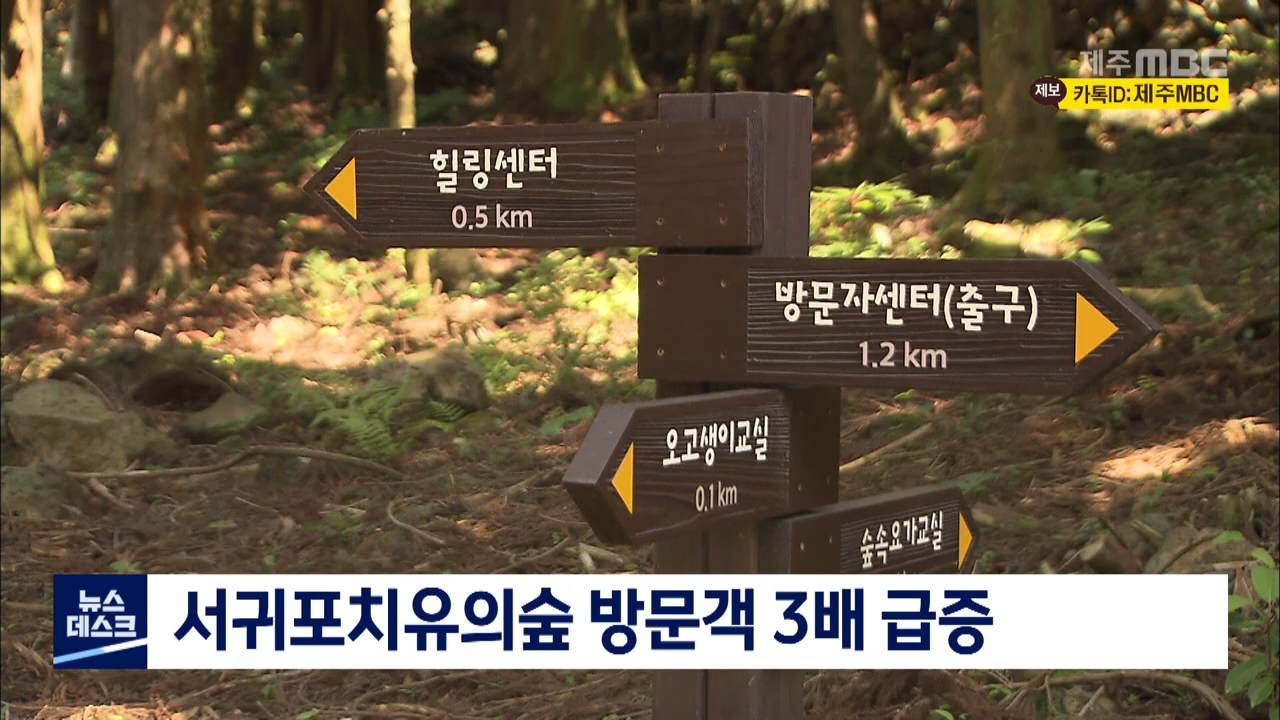 제주MBC
제보 카톡ID:제주MBC
힐링센터
0.5 km
방문자센터(출구)
1.2 km
오고생이교실
0.1 km
숲속요가교실
뉴스
데스크
서귀포치유의숲 방문객 3배 급증